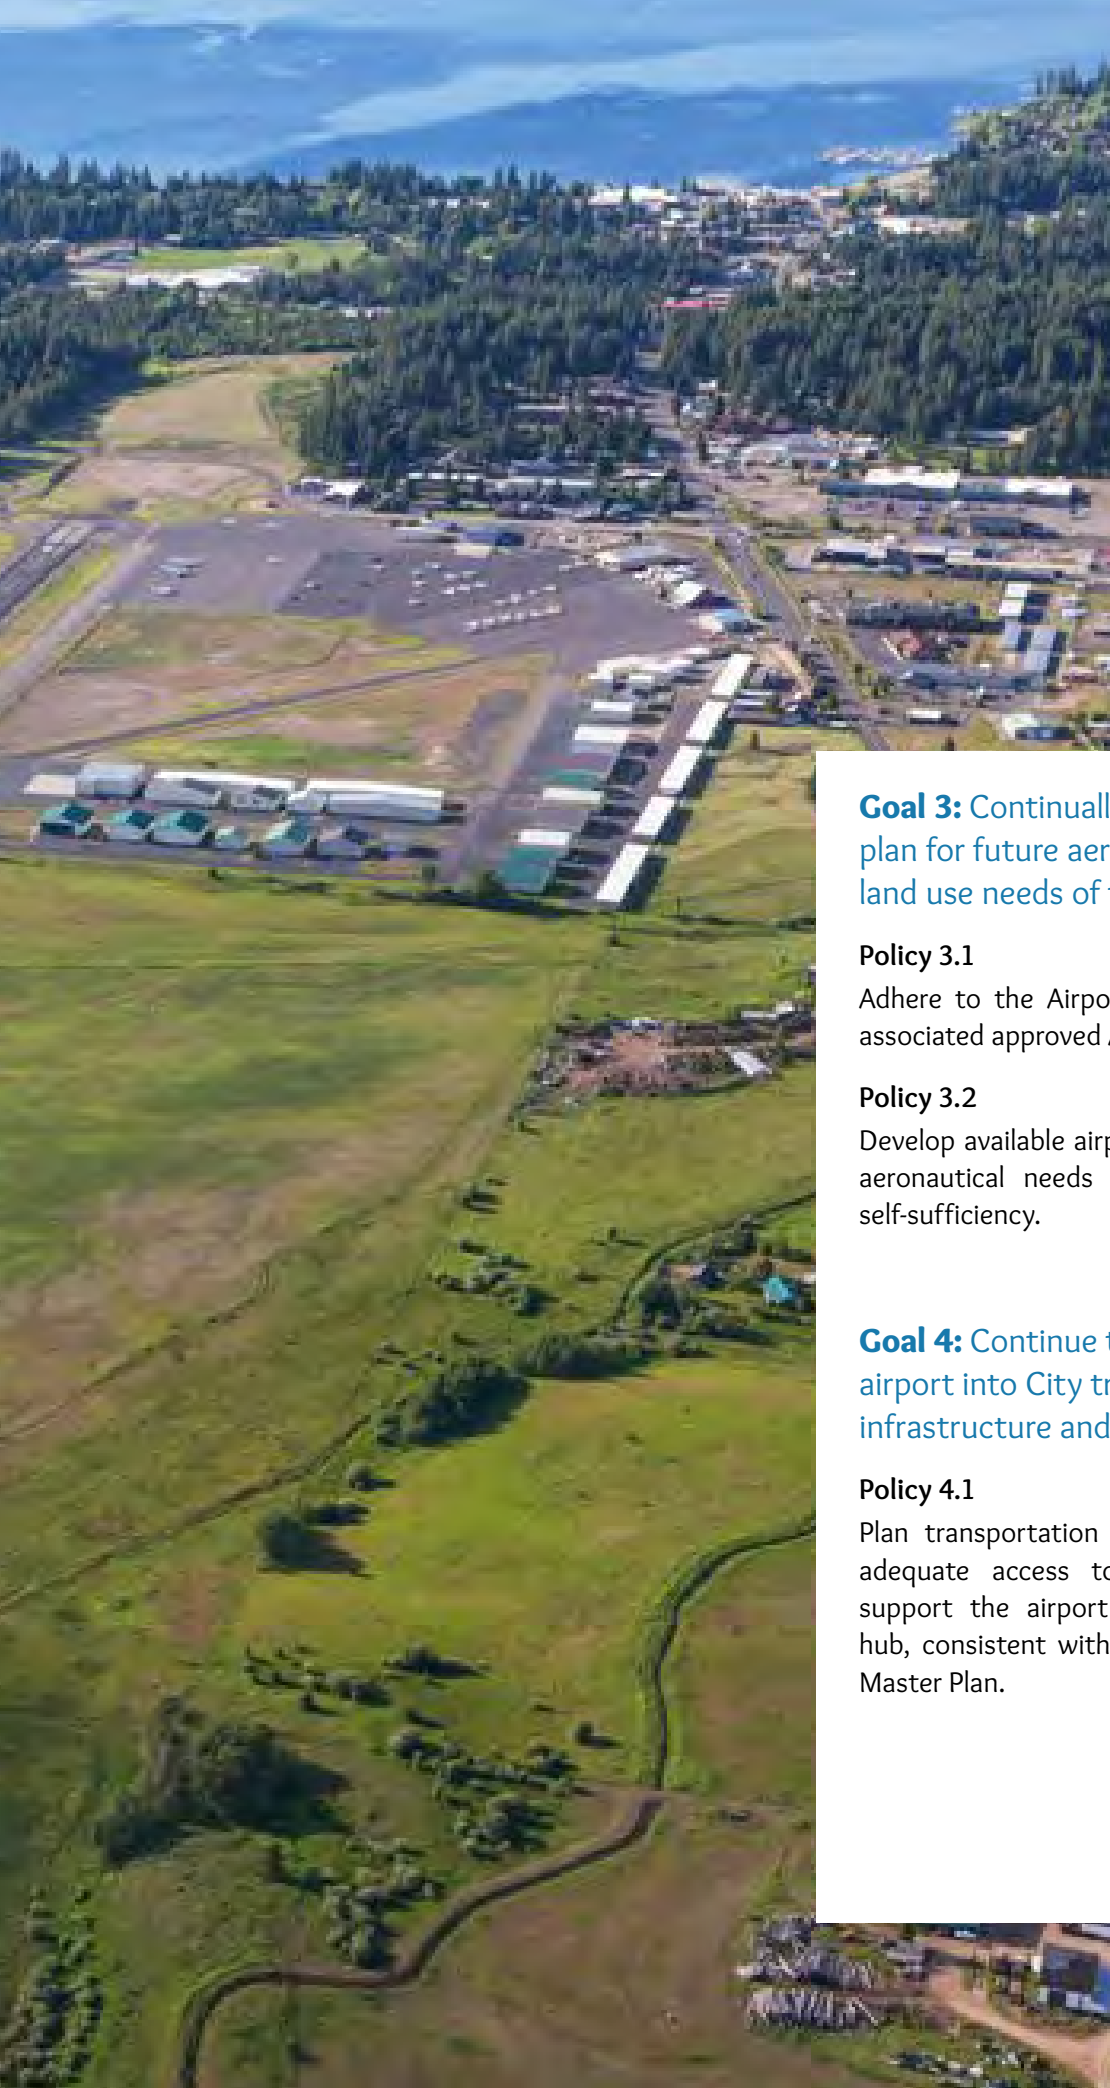 Goal 3: Continuall
plan for future aer
land use needs of
Policy 3.1
Adhere to the Airpo
associated approved
Policy 3.2
Develop available airp
aeronautical needs
self-sufficiency.
Goal 4: Continue t
airport into City tr
infrastructure and
Policy 4.1
Plan transportation
adequate access to
support the airport
hub, consistent with
Master Plan.